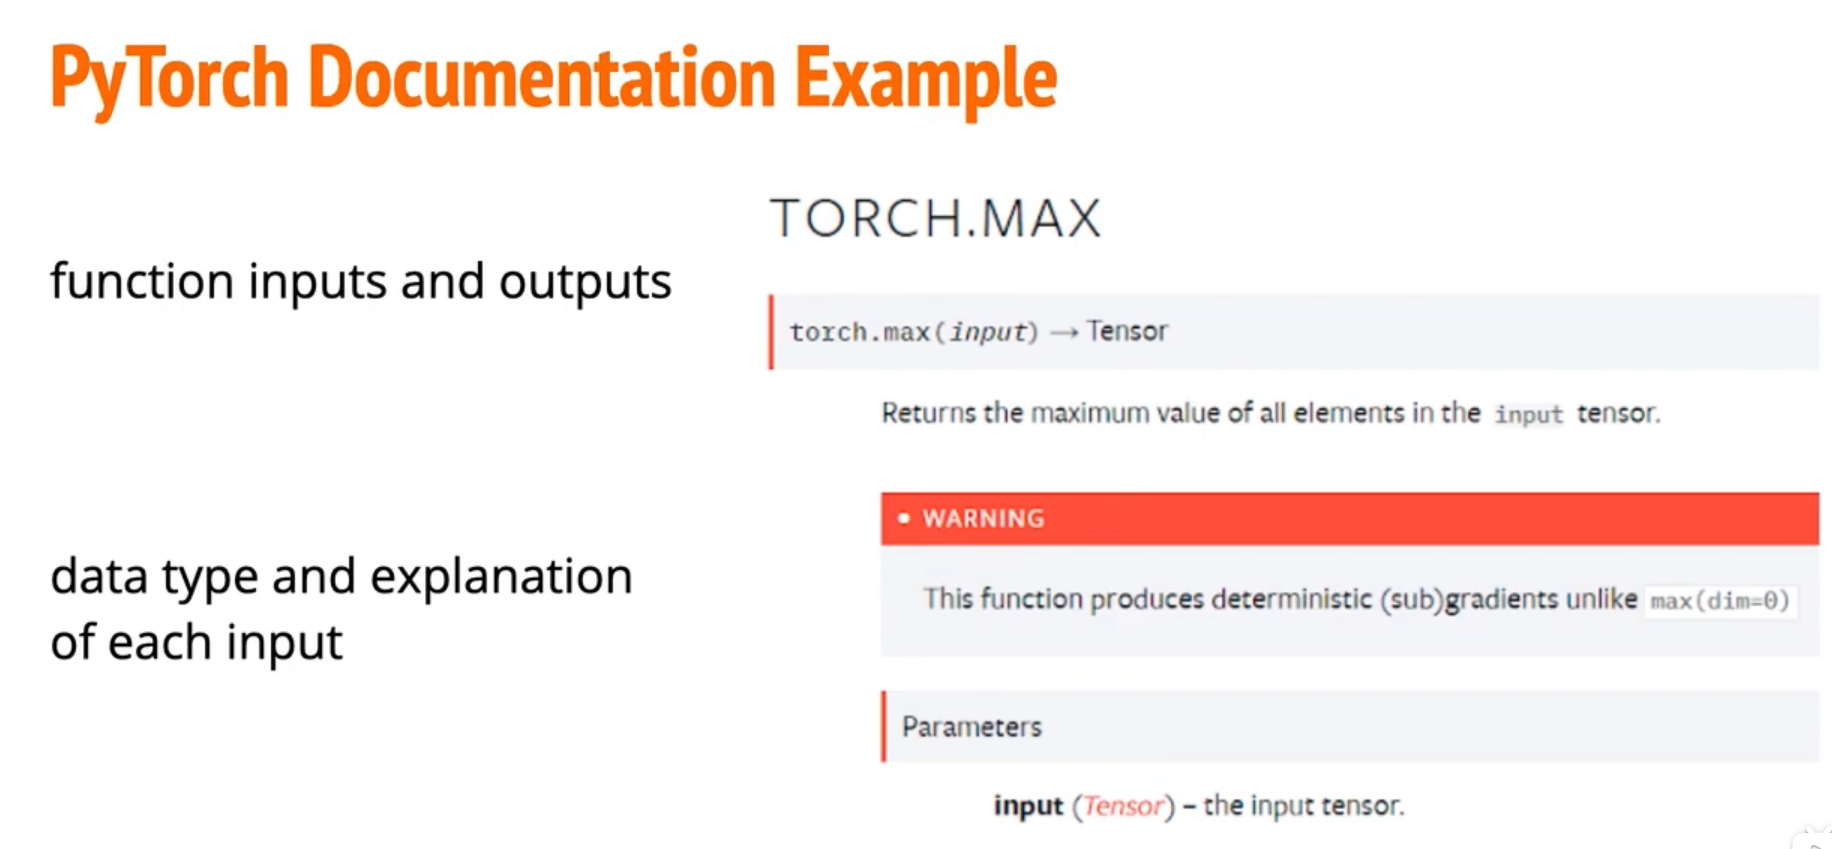 PyTorch Documentation Example
TORCH.MAX
function inputs and outputs
torch.max(input) → Tensor
Returns the maximum value of all elements in the input tensor.
• WARNING
data type and explanation
of each input
This function produces deterministic (sub)gradients unlike max(dim=0)
Parameters
input (Tensor) – the input tensor.